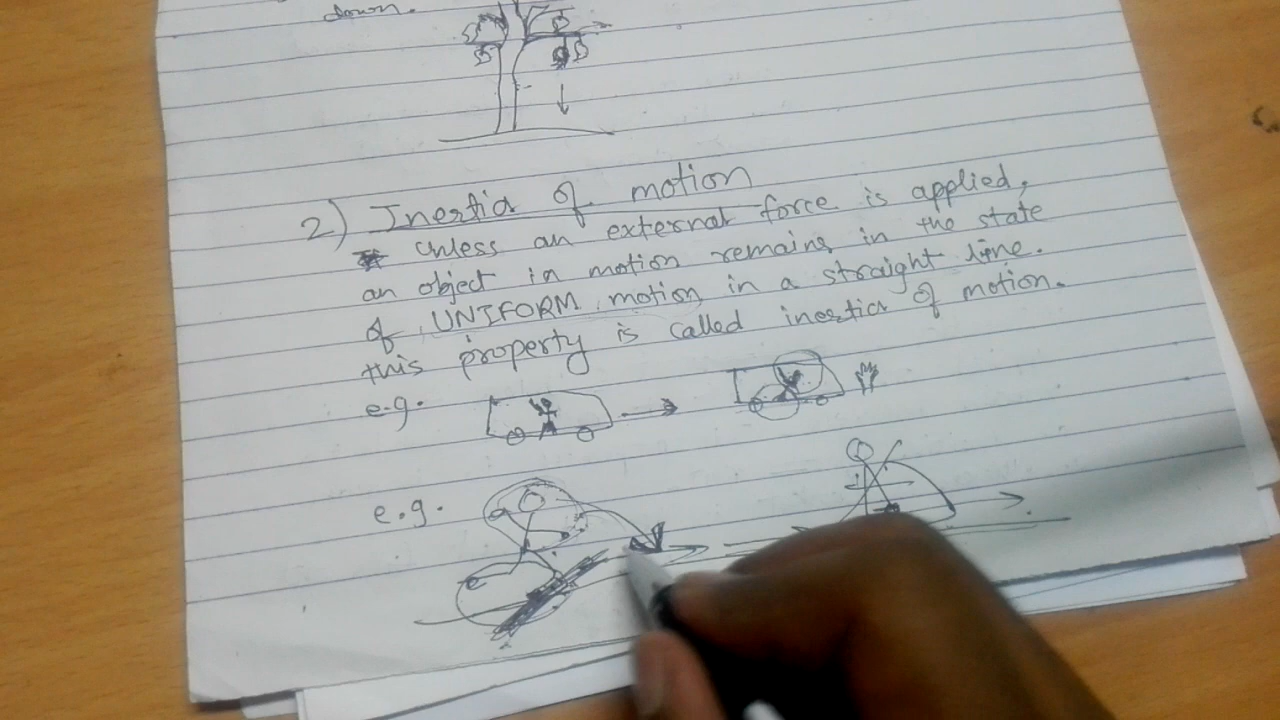 down.
2) Inertia of motion
unless an external force is applied,
an object in motion remains in the state
of UNIFORM motion in a straight line.
this property is called inertia of motion.
e.g.
e.g.